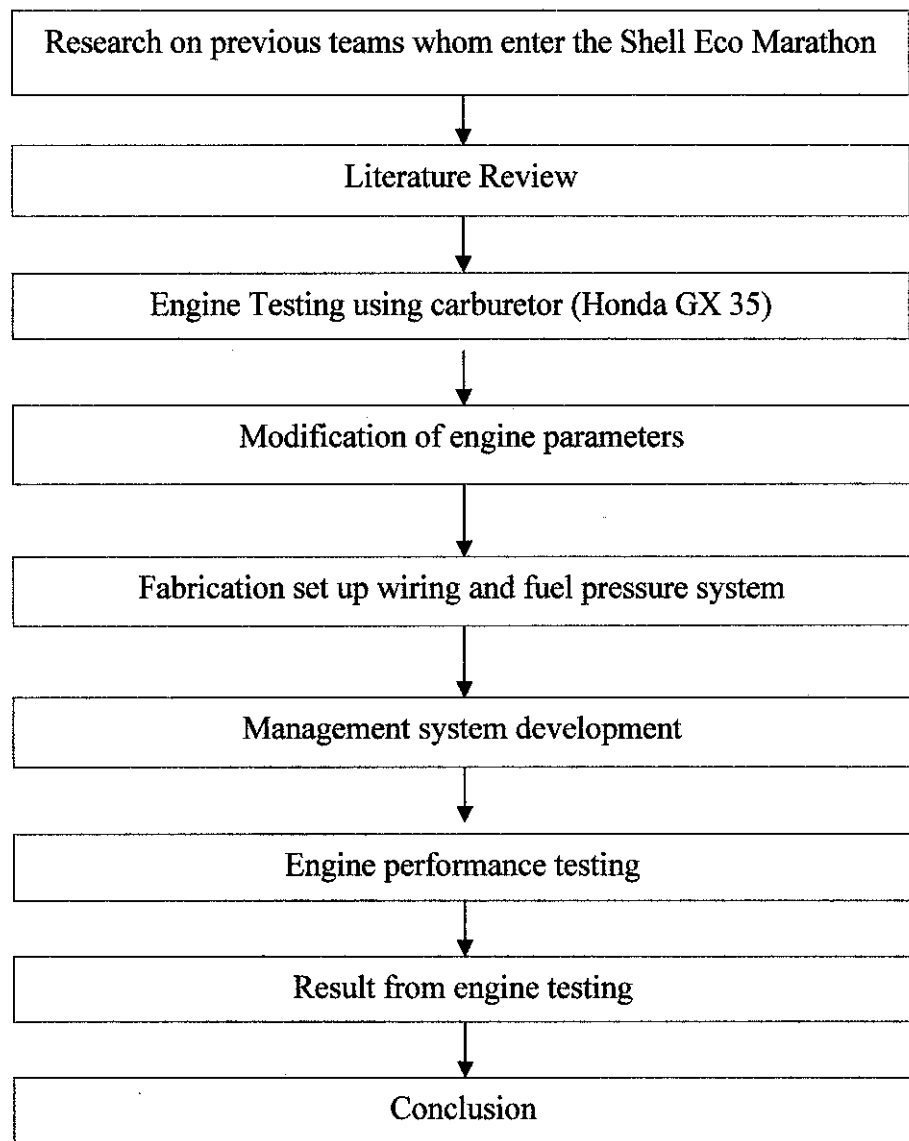 Research on previous teams whom enter the Shell Eco Marathon
Literature Review
Engine Testing using carburetor (Honda GX 35)
Modification of engine parameters
Fabrication set up wiring and fuel pressure system
Management system development
Engine performance testing
Result from engine testing
Conclusion